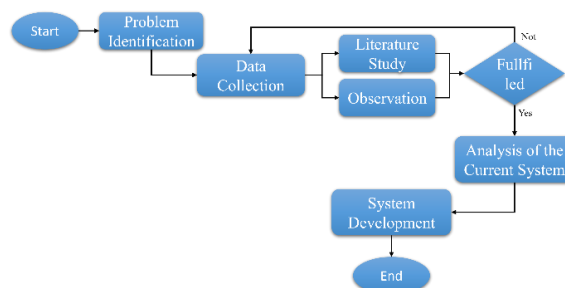 Start
Problem
Identification
Data
Collection
Literature
Study
Observation
Not
Fullfi
led
Yes
Analysis of the
Current System
System
Development
End